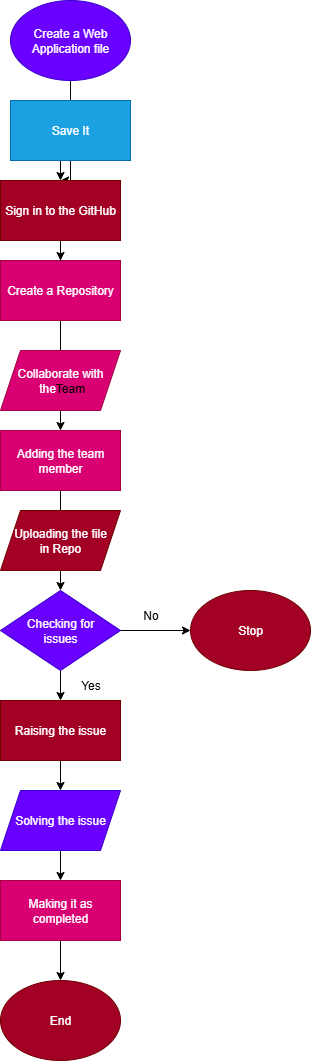 Create a Web
Application file
Save It
Sign in to the GitHub
Create a Repository
Collaborate with
theTeam
Adding the team
member
Uploading the file
in Repo
Checking for
issues
No
Stop
Yes
Raising the issue
Solving the issue
Making it as
completed
End